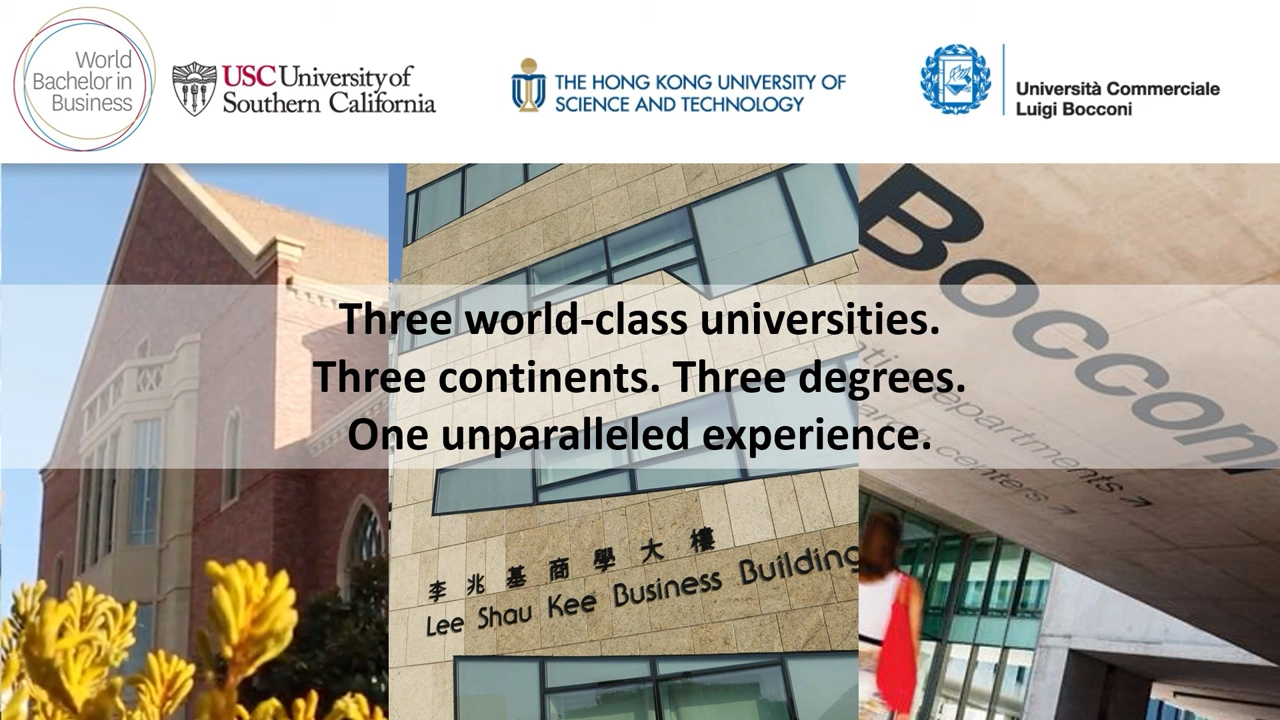 World
Bachelor in
Business
USC University of
Southern California
THE HONG KONG UNIVERSITY OF
SCIENCE AND TECHNOLOGY
Università Commerciale
Luigi Bocconi
Three world-class universities.
Three continents. Three degrees.
One unparalleled experience.
李兆基商學大樓
Lee Shau Kee Business Building
Bocconi
departments ↗
centers ↗